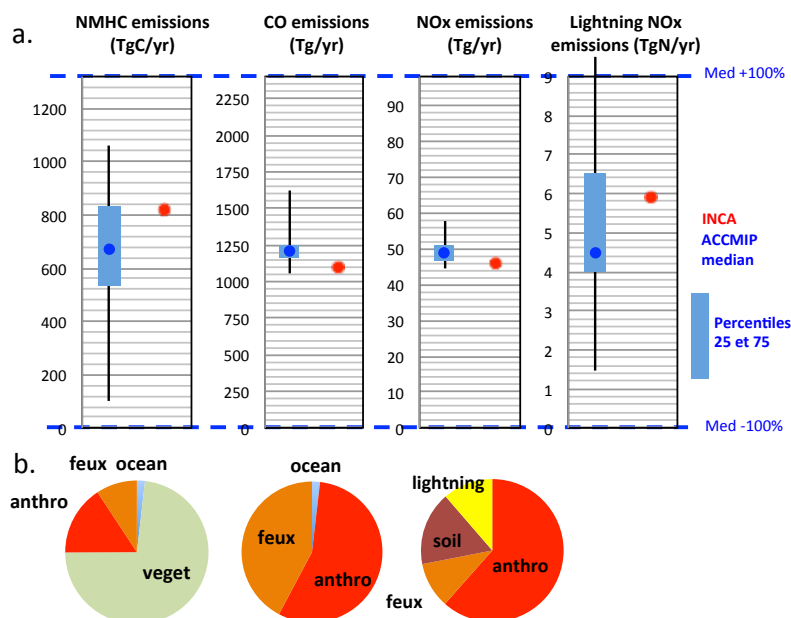 a.
NMHC emissions
(TgC/yr)
CO emissions
(Tg/yr)
NOx emissions
(Tg/yr)
Lightning NOx
emissions (TgN/yr)
Med +100%
1200
1000
800
600
400
200
0
2250
2000
1750
1500
1250
1000
750
500
250
0
90
80
70
60
50
40
30
20
10
0
9
8
7
6
5
4
3
2
1
0
INCA
ACCMIP
median
Percentiles
25 et 75
Med -100%
b.
feux ocean
anthro
veget
ocean
feux
anthro
lightning
soil
anthro
feux